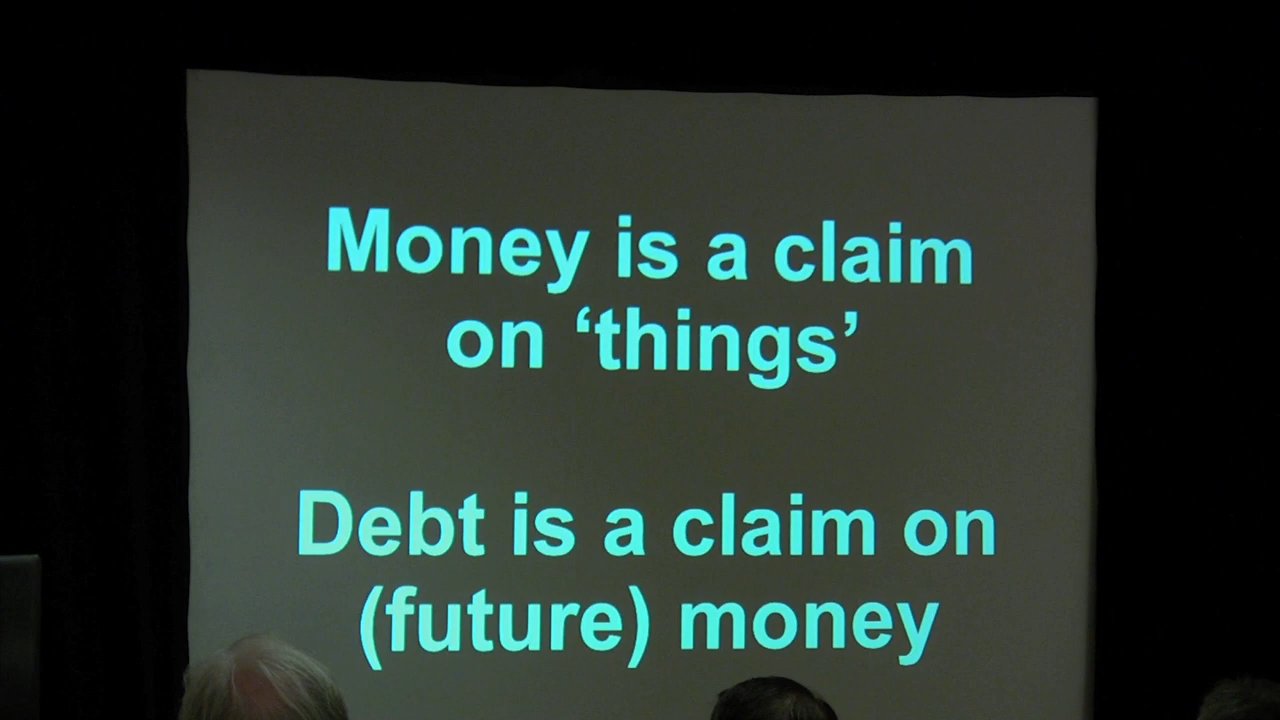 Money is a claim
on ‘things’
Debt is a claim on
(future) money